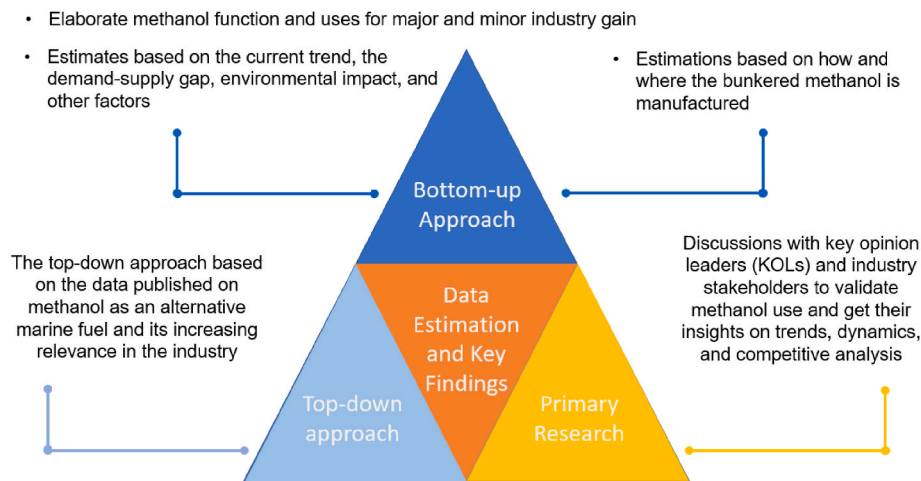 • Elaborate methanol function and uses for major and minor industry gain
• Estimates based on the current trend, the
demand-supply gap, environmental impact, and
other factors
• Estimations based on how and
where the bunkered methanol is
manufactured
Bottom-up
Approach
The top-down approach based
on the data published on
methanol as an alternative
marine fuel and its increasing
relevance in the industry
Data
Estimation
and Key
Findings
Discussions with key opinion
leaders (KOLs) and industry
stakeholders to validate
methanol use and get their
insights on trends, dynamics,
and competitive analysis
Top-down
approach
Primary
Research